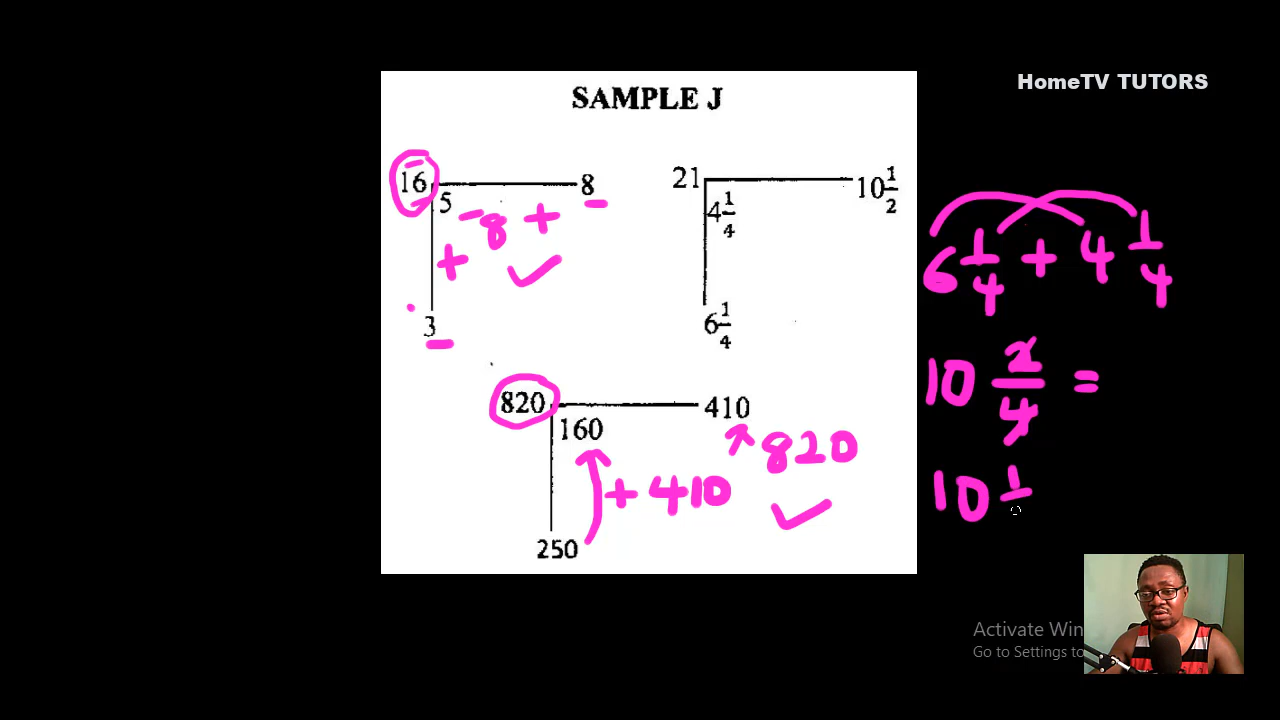 HomeTV TUTORS
SAMPLE J
16 8
5
- 8 +
+
3
21 10 1/2
4 1/4
6 1/4
6 1/4 + 4 1/4
10 2/4 =
10 1/
820 410
160
820
+ 410
250
Activate Win
Go to Settings to